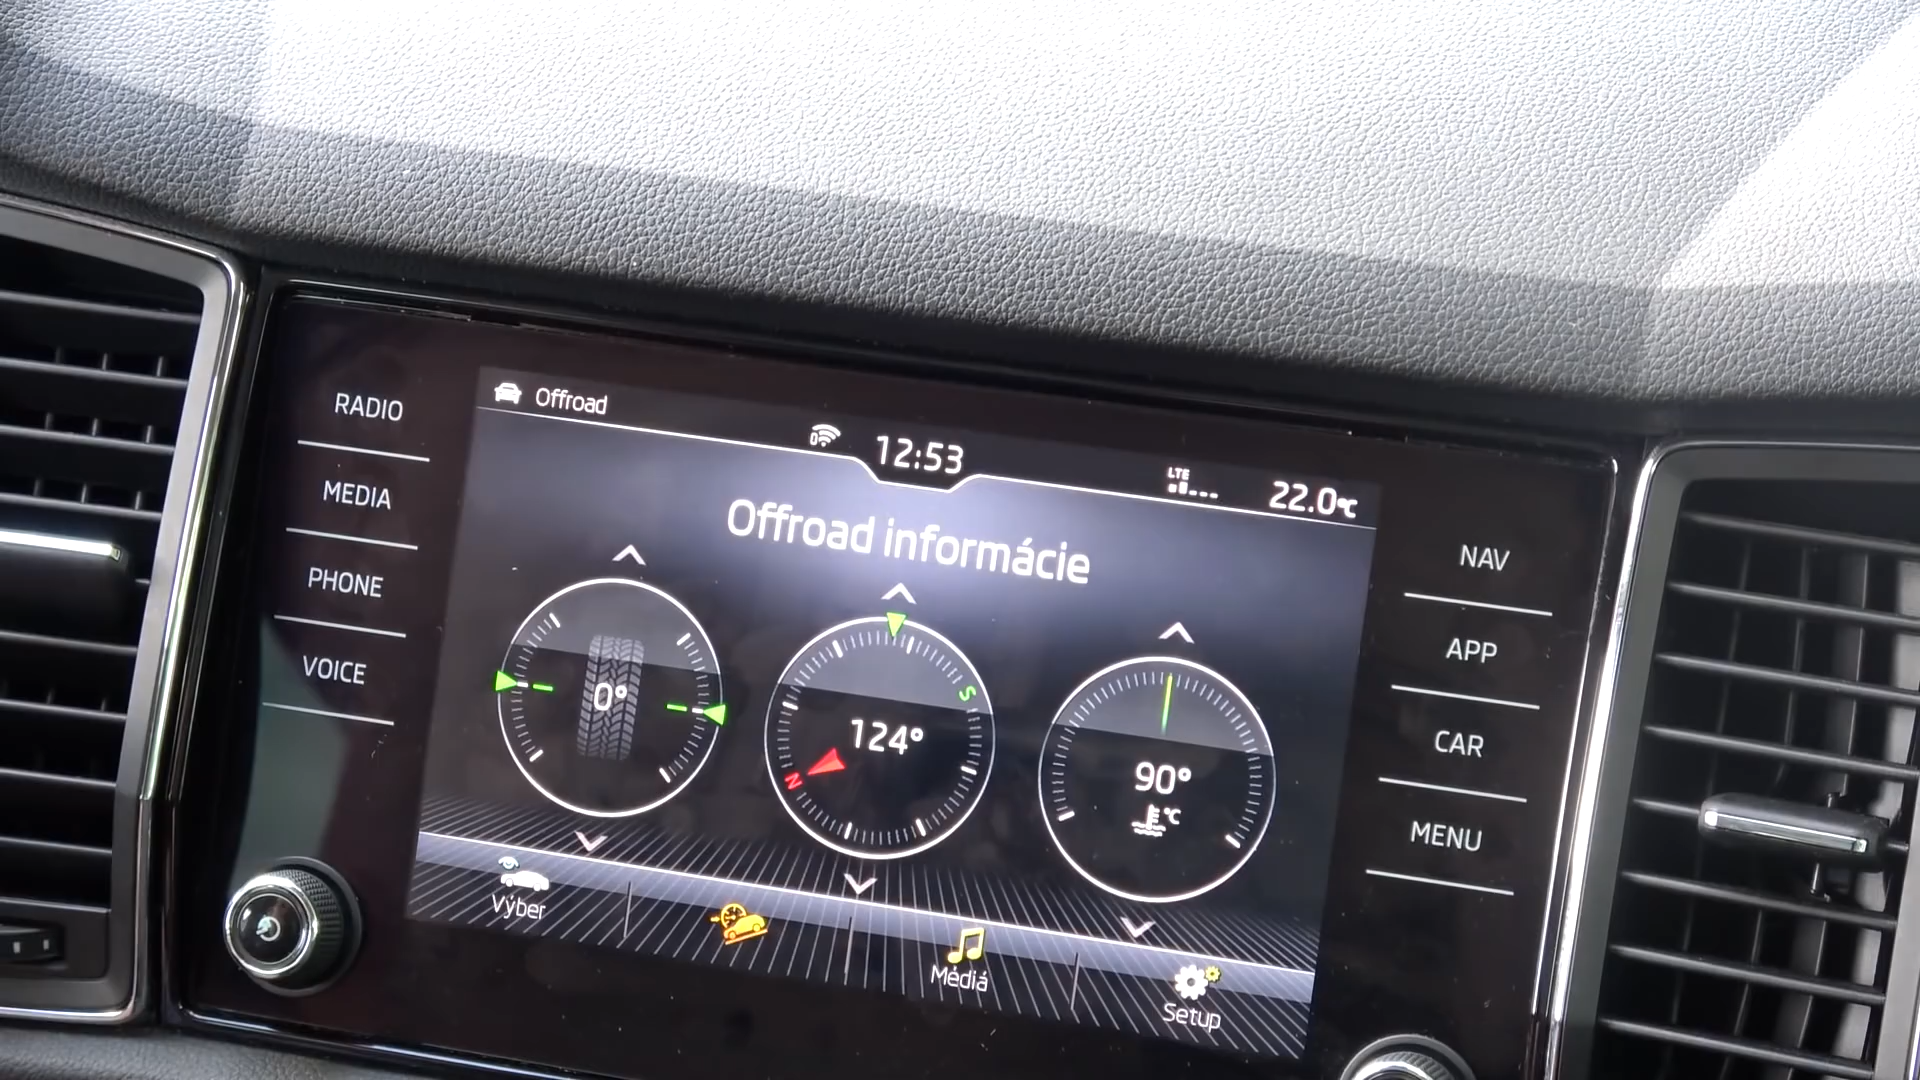 RADIO
MEDIA
PHONE
VOICE
Offroad
0
12:53
LTE
22.0°C
Offroad informácie
0°
S
124°
N
90°
°C
Výber
Médiá
Setup
NAV
APP
CAR
MENU